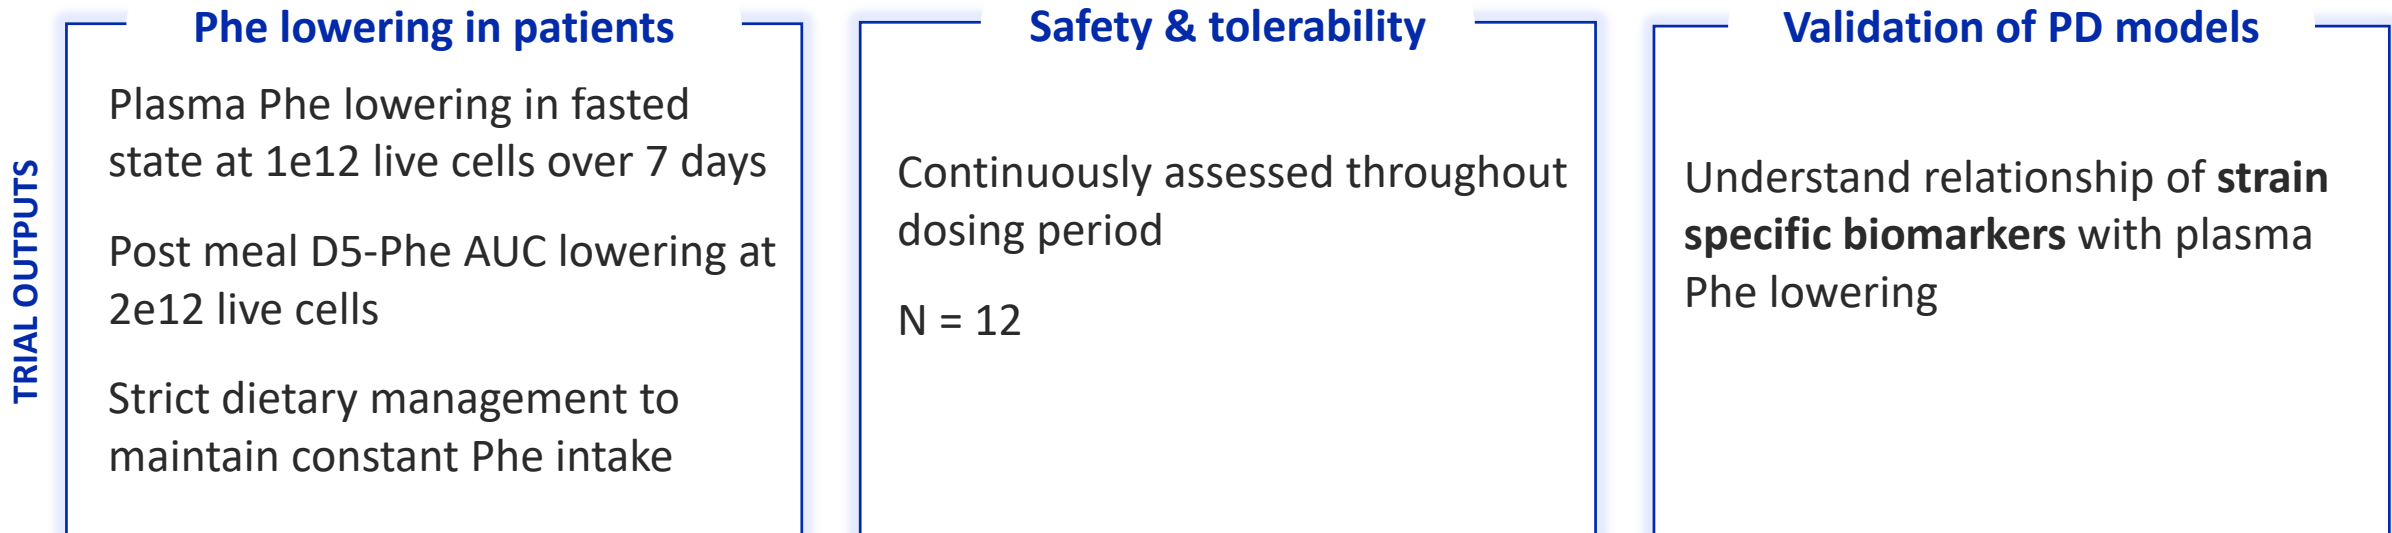 TRIAL OUTPUTS
Phe lowering in patients
Plasma Phe lowering in fasted
state at 1e12 live cells over 7 days
Post meal D5-Phe AUC lowering at
2e12 live cells
Strict dietary management to
maintain constant Phe intake
Safety & tolerability
Continuously assessed throughout
dosing period
N = 12
Validation of PD models
Understand relationship of strain
specific biomarkers with plasma
Phe lowering